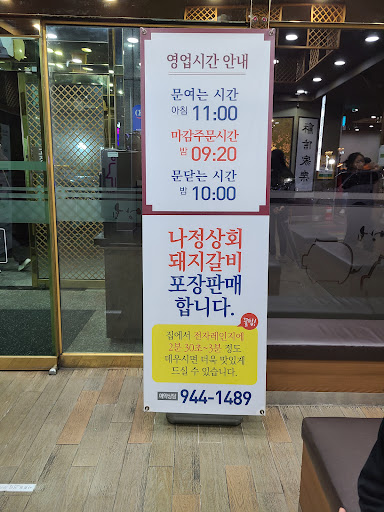 영업시간 안내
문여는 시간
아침 11:00
마감주문시간
밤 09:20
문닫는 시간
밤 10:00
나정상회
돼지갈비
포장판매
합니다.
꿀팁!
집에서 전자레인지에
2분 30초~3분 정도
데우시면 더욱 맛있게
드실 수 있습니다.
예약상담 944-1489